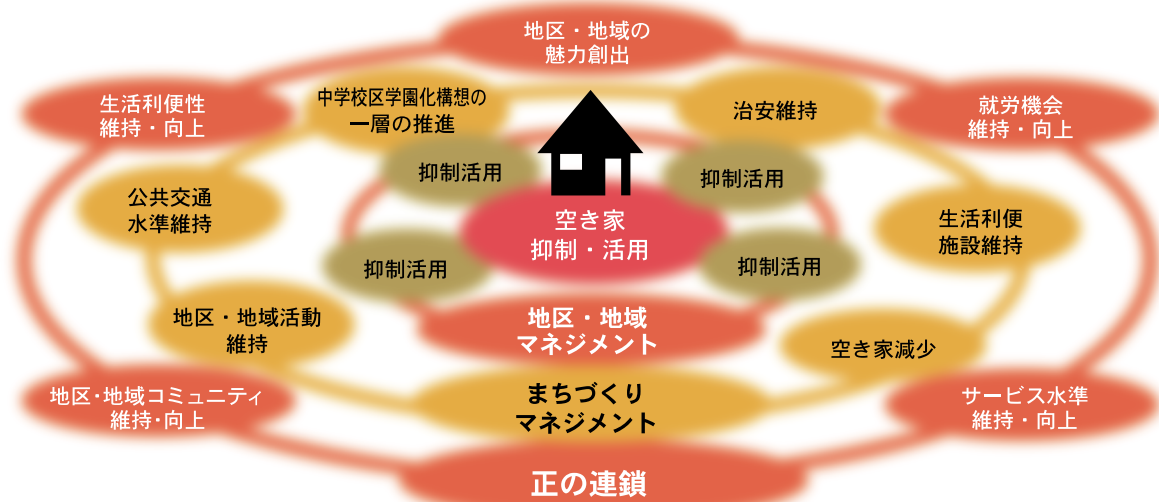 地区・地域の
魅力創出
生活利便性
維持・向上
中学校区学園化構想の
一層の推進
治安維持
就労機会
維持・向上
抑制活用
抑制活用
公共交通
水準維持
空き家
抑制・活用
生活利便
施設維持
抑制活用
抑制活用
地区・地域活動
維持
地区・地域
マネジメント
空き家減少
地区・地域コミュニティ
維持・向上
まちづくり
マネジメント
サービス水準
維持・向上
正の連鎖